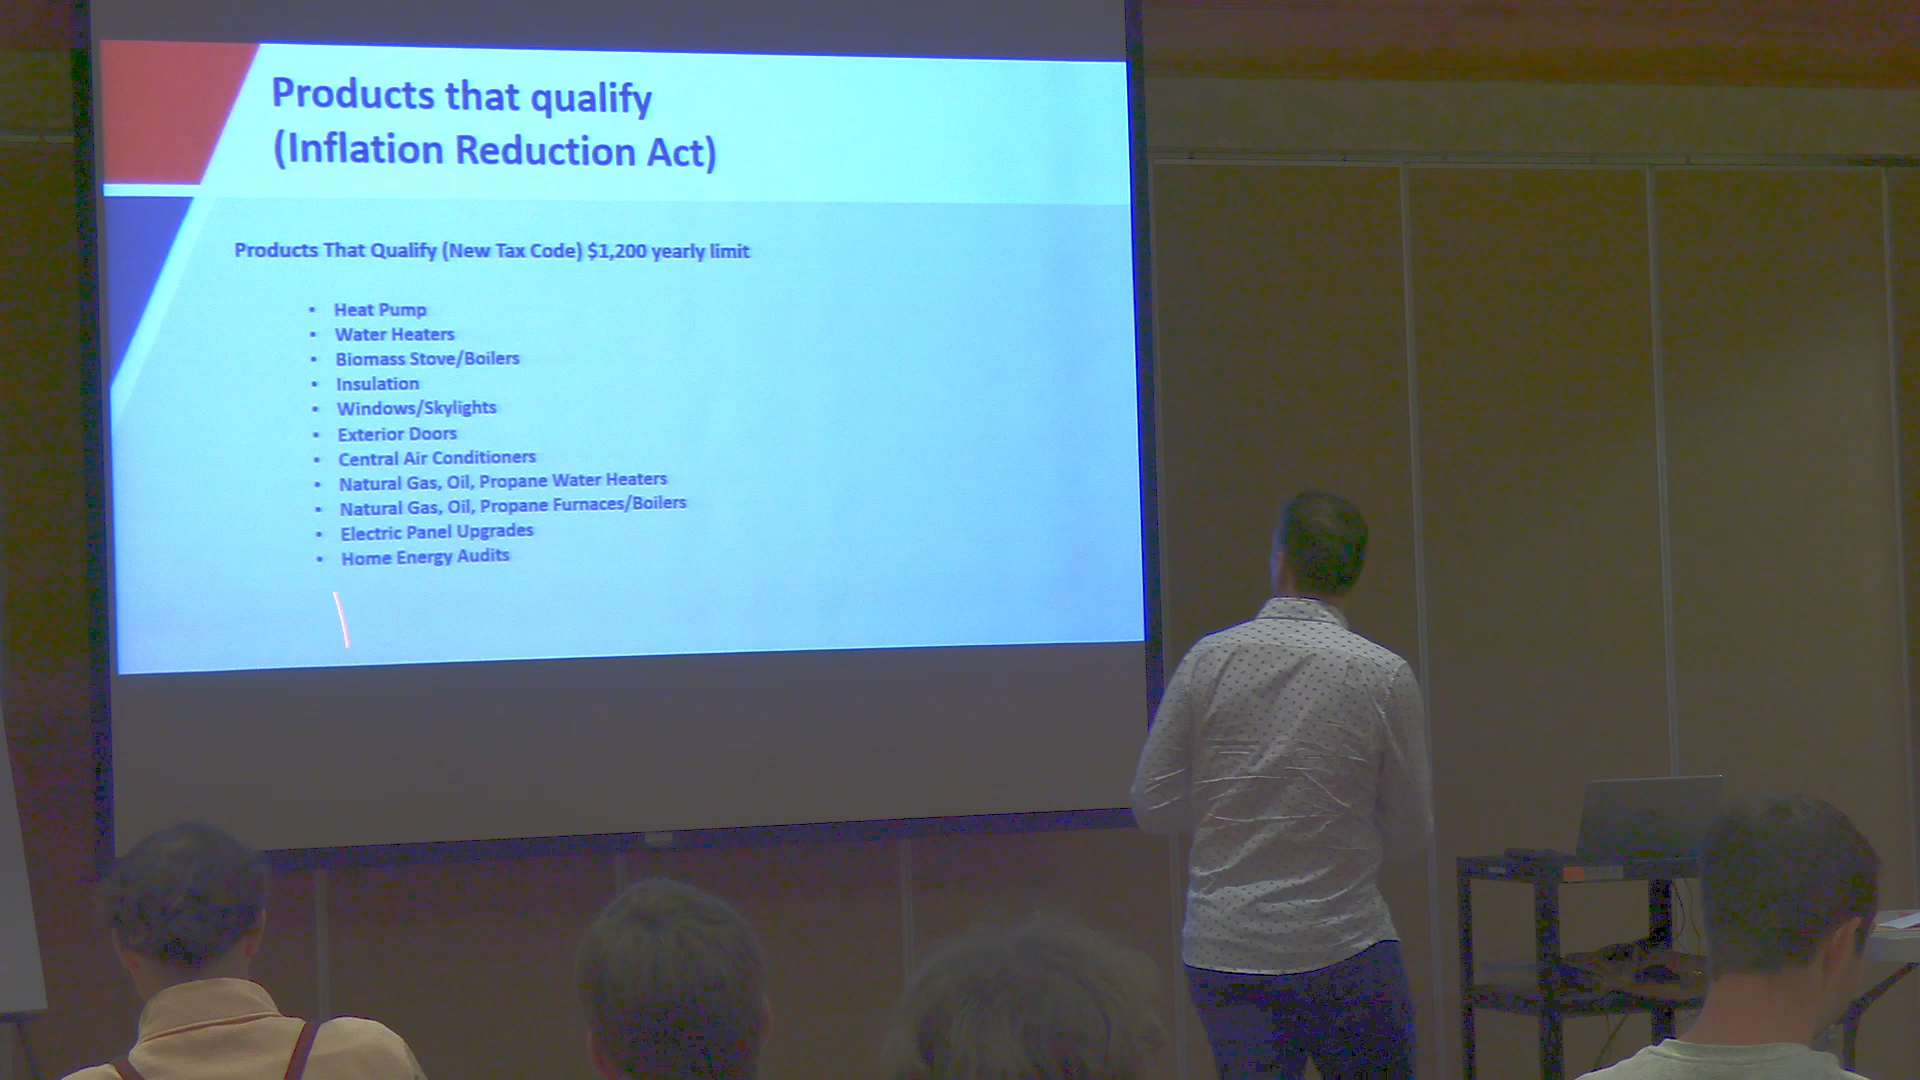 Products that qualify
(Inflation Reduction Act)
Products That Qualify (New Tax Code) $1,200 yearly limit
• Heat Pump
• Water Heaters
• Biomass Stove/Boilers
• Insulation
• Windows/Skylights
• Exterior Doors
• Central Air Conditioners
• Natural Gas, Oil, Propane Water Heaters
• Natural Gas, Oil, Propane Furnaces/Boilers
• Electric Panel Upgrades
• Home Energy Audits